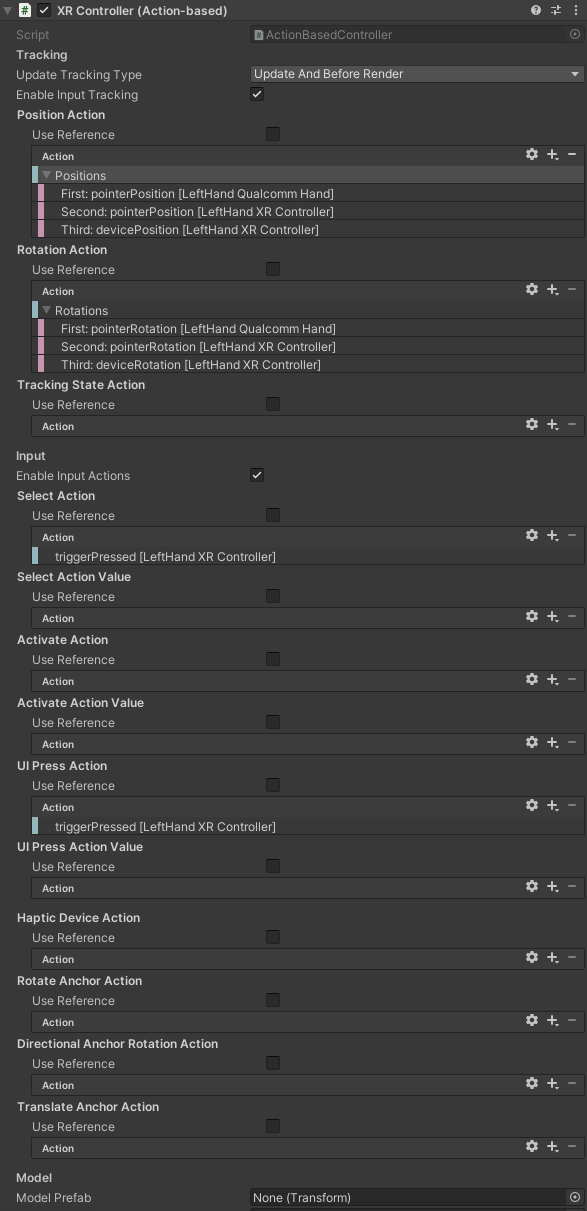 XR Controller (Action-based)
Script ActionBasedController
Tracking
Update Tracking Type Update And Before Render
Enable Input Tracking
Position Action
Use Reference
Action
Positions
First: pointerPosition [LeftHand Qualcomm Hand]
Second: pointerPosition [LeftHand XR Controller]
Third: devicePosition [LeftHand XR Controller]
Rotation Action
Use Reference
Action
Rotations
First: pointerRotation [LeftHand Qualcomm Hand]
Second: pointerRotation [LeftHand XR Controller]
Third: deviceRotation [LeftHand XR Controller]
Tracking State Action
Use Reference
Action
Input
Enable Input Actions
Select Action
Use Reference
Action
triggerPressed [LeftHand XR Controller]
Select Action Value
Use Reference
Action
Activate Action
Use Reference
Action
Activate Action Value
Use Reference
Action
UI Press Action
Use Reference
Action
triggerPressed [LeftHand XR Controller]
UI Press Action Value
Use Reference
Action
Haptic Device Action
Use Reference
Action
Rotate Anchor Action
Use Reference
Action
Directional Anchor Rotation Action
Use Reference
Action
Translate Anchor Action
Use Reference
Action
Model
Model Prefab None (Transform)